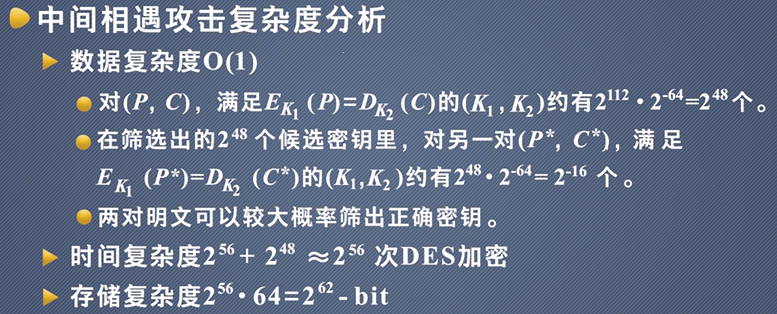 中间相遇攻击复杂度分析
数据复杂度O(1)
对(P, C)，满足E_{K_1}(P)=D_{K_2}(C)的(K_1,K_2)约有2^{112}·2^{-64}=2^{48}个。
在筛选出的2^{48}个候选密钥里，对另一对(P*, C*)，满足
E_{K_1}(P*)=D_{K_2}(C*)的(K_1,K_2)约有2^{48}·2^{-64}=2^{-16}个。
两对明文可以较大概率筛出正确密钥。
时间复杂度2^{56}+2^{48}≈2^{56}次DES加密
存储复杂度2^{56}·64=2^{62}-bit